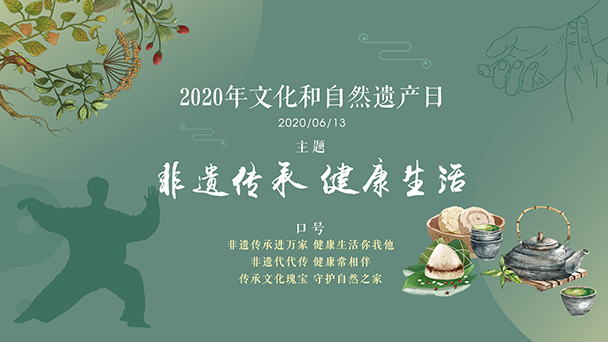 2020年文化和自然遗产日
2020/06/13
主题
非遗传承 健康生活
口号
非遗传承进万家 健康生活你我他
非遗代代传 健康常相伴
传承文化瑰宝 守护自然之家